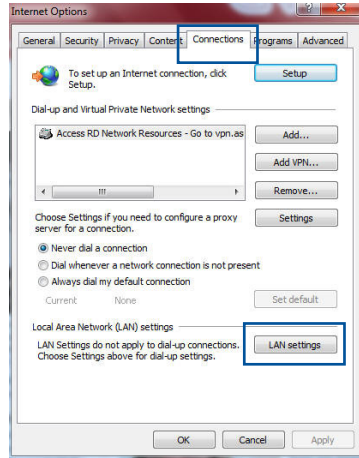 Internet Options
General Security Privacy Content Connections Programs Advanced
To set up an Internet connection, click
Setup.
Setup
Dial-up and Virtual Private Network settings
Access RD Network Resources - Go to vpn.as
Add...
Add VPN...
Remove...
Choose Settings if you need to configure a proxy
server for a connection.
Settings
Never dial a connection
Dial whenever a network connection is not present
Always dial my default connection
Current None
Set default
Local Area Network (LAN) settings
LAN Settings do not apply to dial-up connections.
Choose Settings above for dial-up settings.
LAN settings
OK Cancel Apply